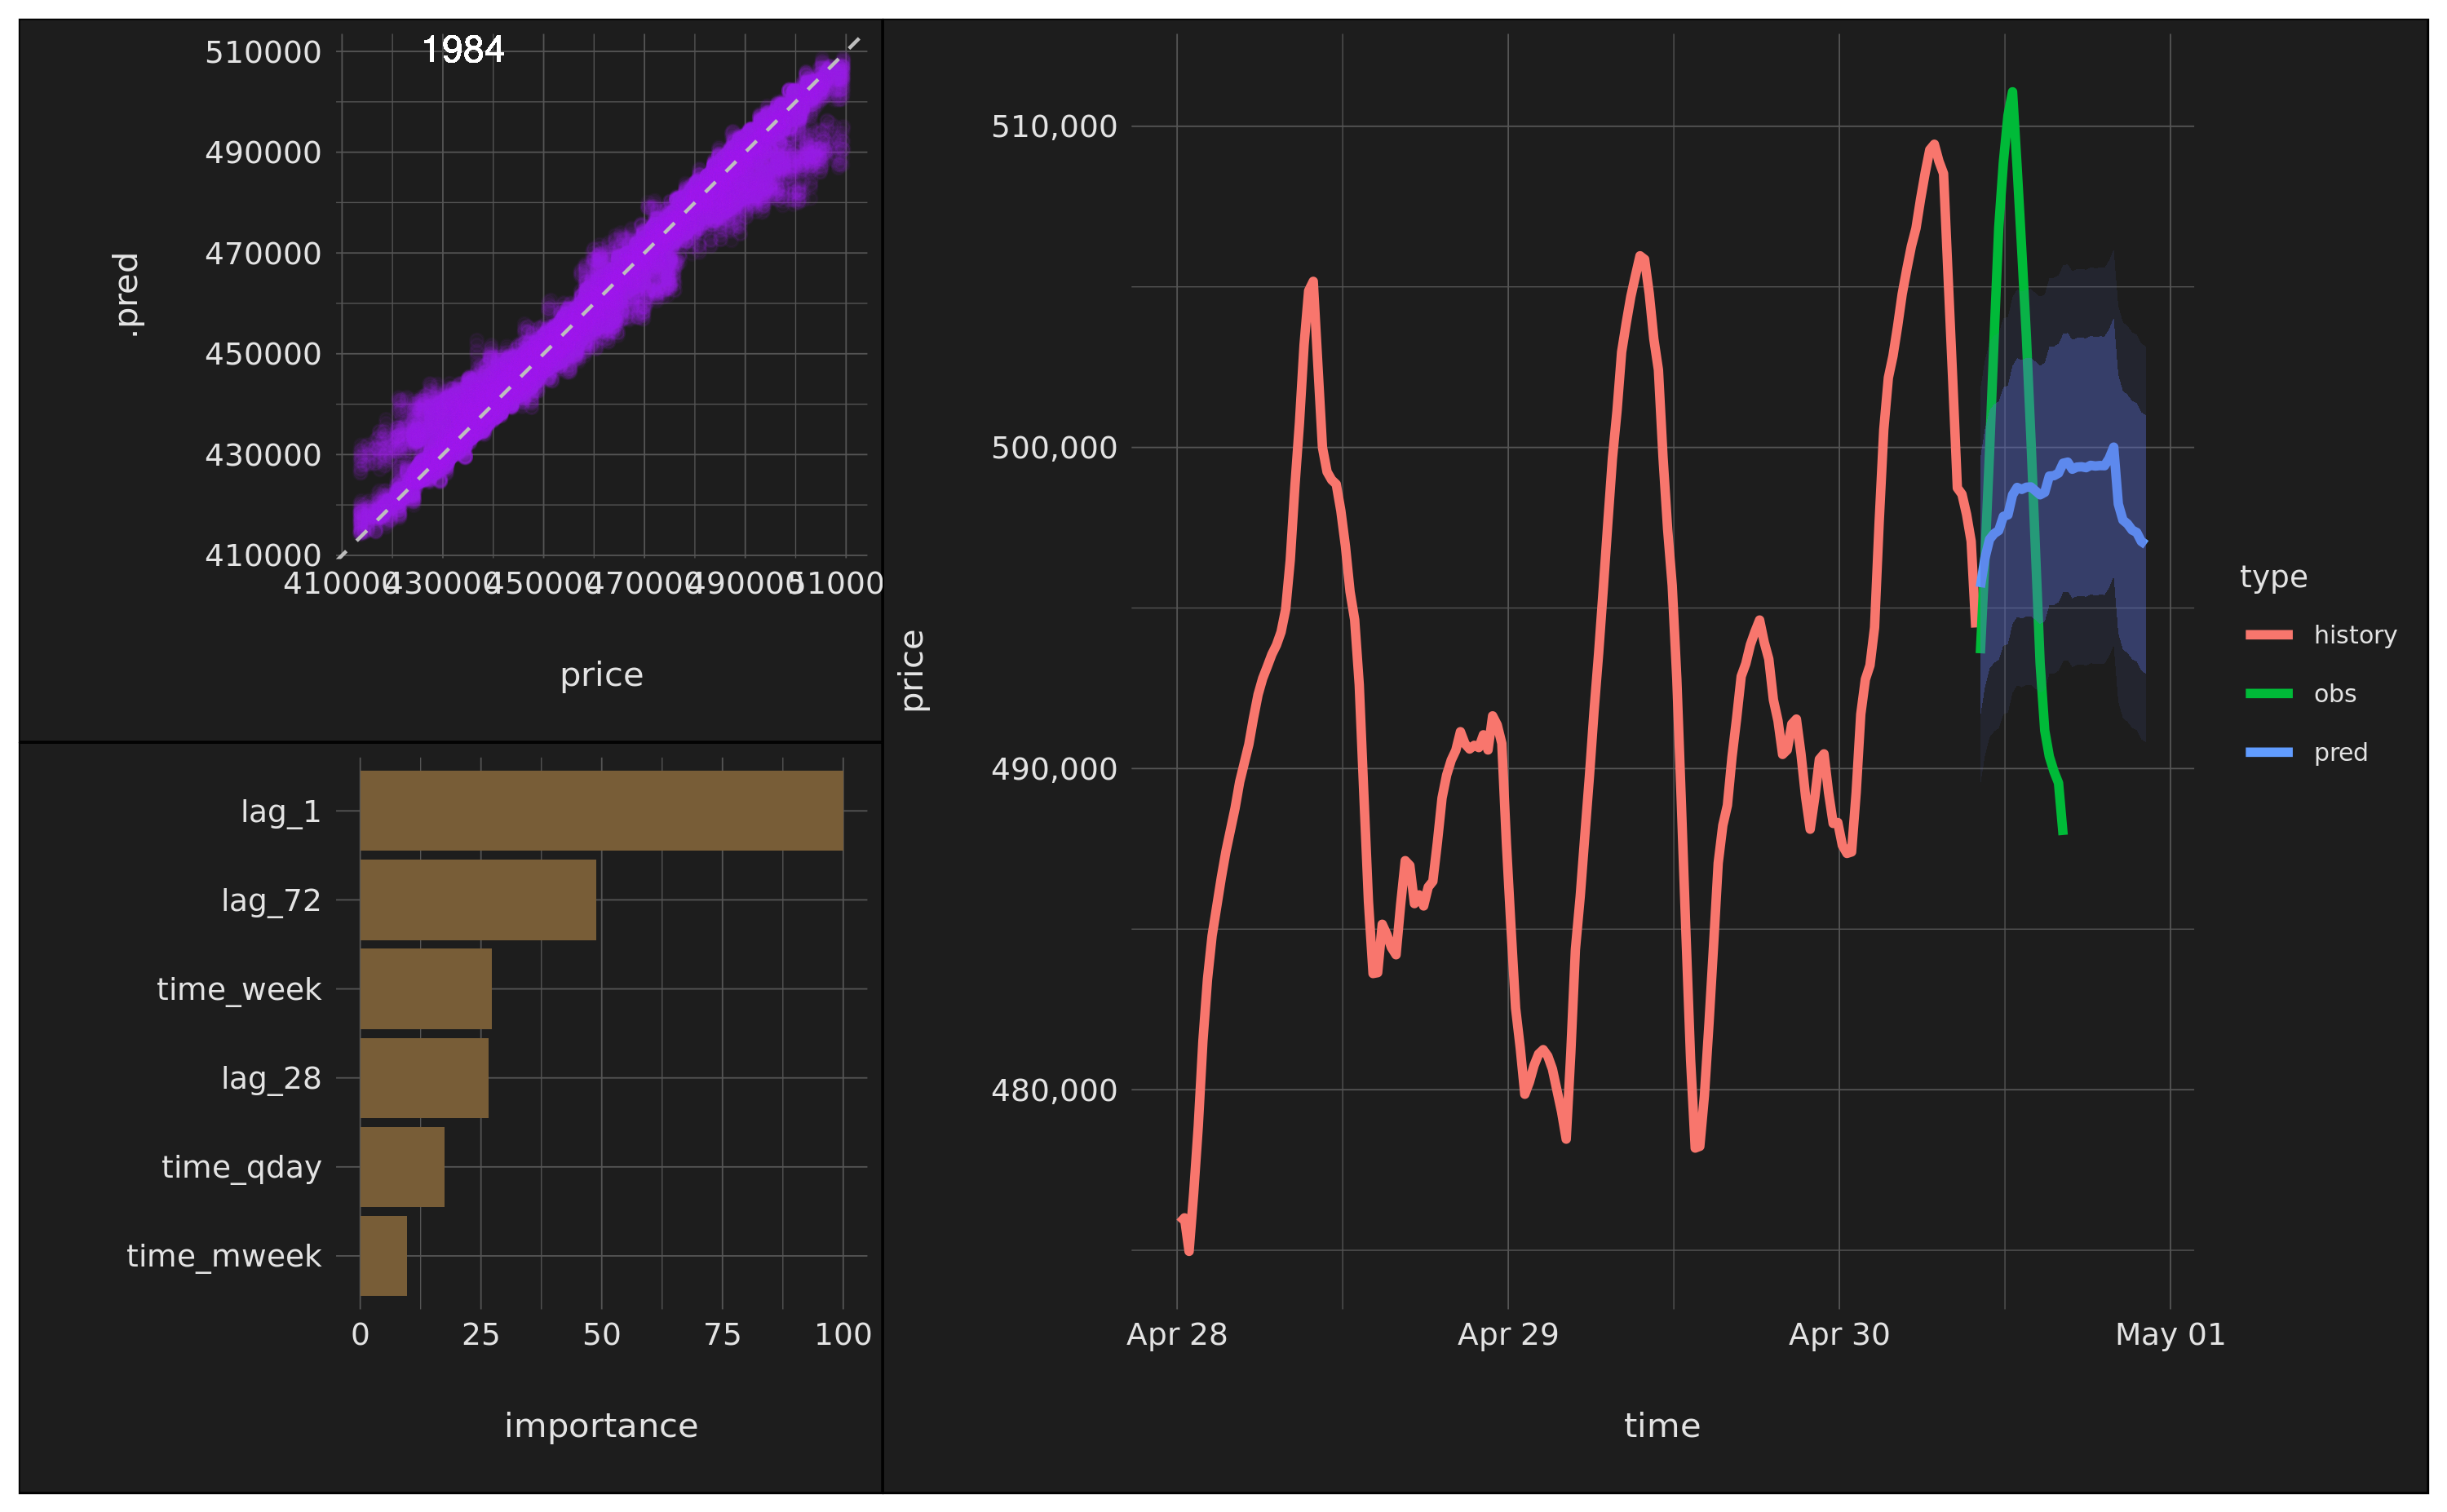 1984
510000
490000
470000
450000
430000
410000
.pred
410000 430000 450000 470000 490000 51000
price
lag_1
lag_72
time_week
lag_28
time_qday
time_mweek
0 25 50 75 100
importance
510,000
500,000
490,000
480,000
price
Apr 28 Apr 29 Apr 30 May 01
time
type
history
obs
pred